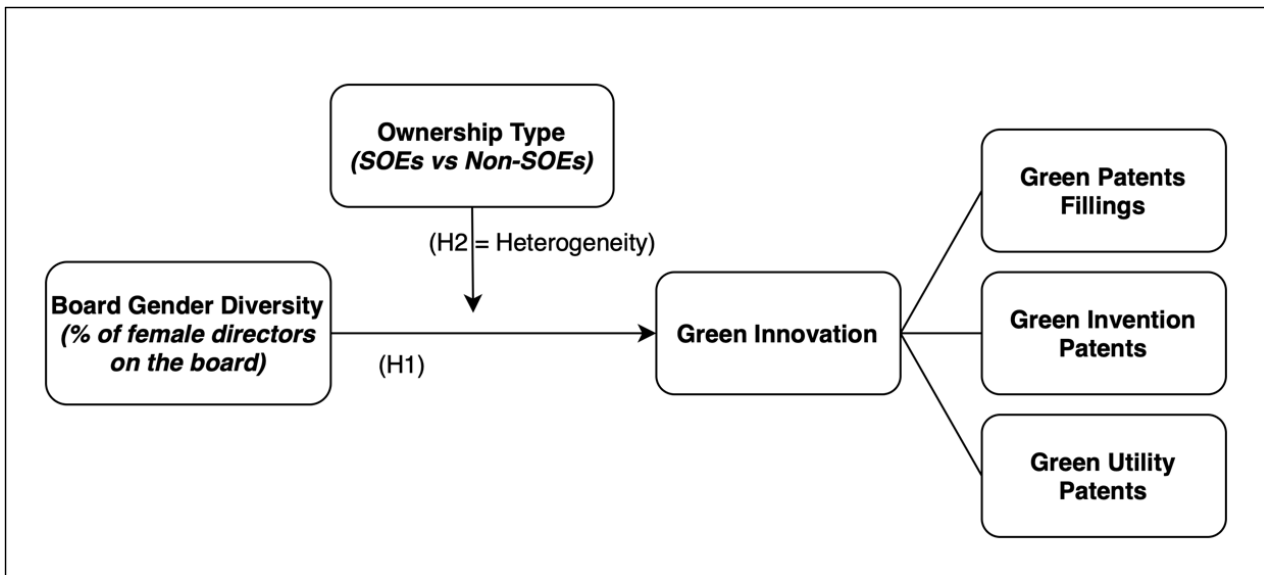 Ownership Type
(SOEs vs Non-SOEs)
(H2 = Heterogeneity)
Board Gender Diversity
(% of female directors
on the board)
(H1)
Green Innovation
Green Patents
Fillings
Green Invention
Patents
Green Utility
Patents